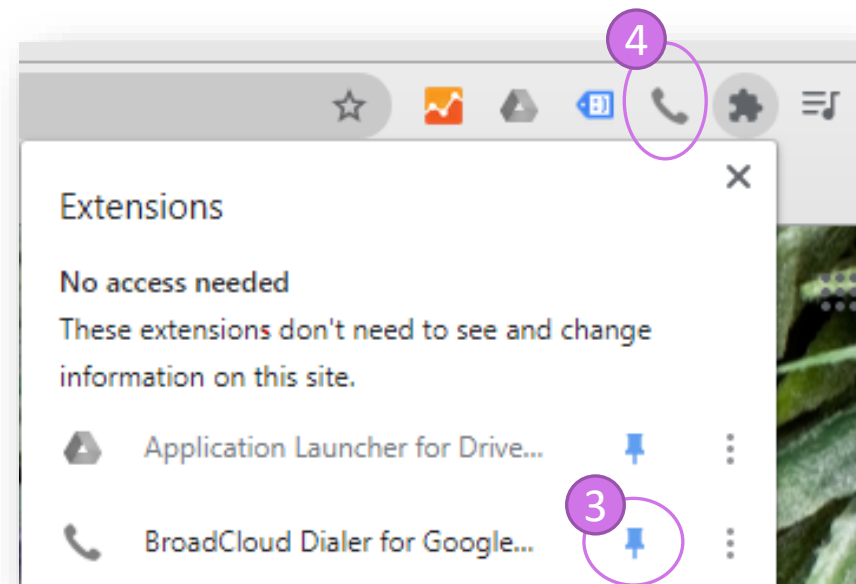 4
Extensions
No access needed
These extensions don't need to see and change
information on this site.
Application Launcher for Drive...
3
BroadCloud Dialer for Google...